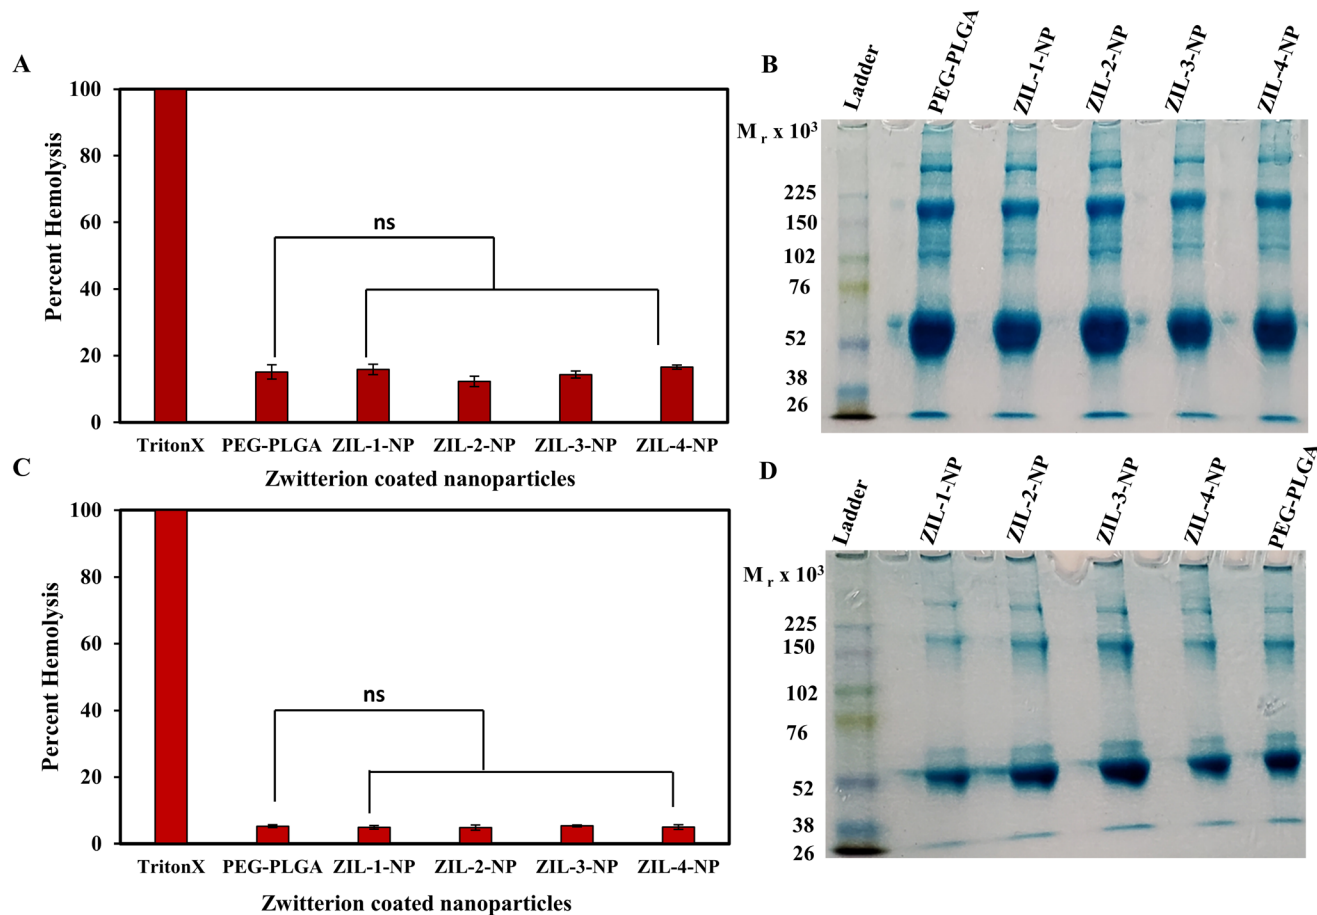 A
100
80
60
40
20
0
Percent Hemolysis
ns
TritonX PEG-PLGA ZIL-1-NP ZIL-2-NP ZIL-3-NP ZIL-4-NP
Zwitterion coated nanoparticles
B
Ladder PEG-PLGA ZIL-1-NP ZIL-2-NP ZIL-3-NP ZIL-4-NP
M r x 10³
225
150
102
76
52
38
26
C
100
80
60
40
20
0
Percent Hemolysis
ns
TritonX PEG-PLGA ZIL-1-NP ZIL-2-NP ZIL-3-NP ZIL-4-NP
Zwitterion coated nanoparticles
D
Ladder ZIL-1-NP ZIL-2-NP ZIL-3-NP ZIL-4-NP PEG-PLGA
M r x 10³
225
150
102
76
52
38
26